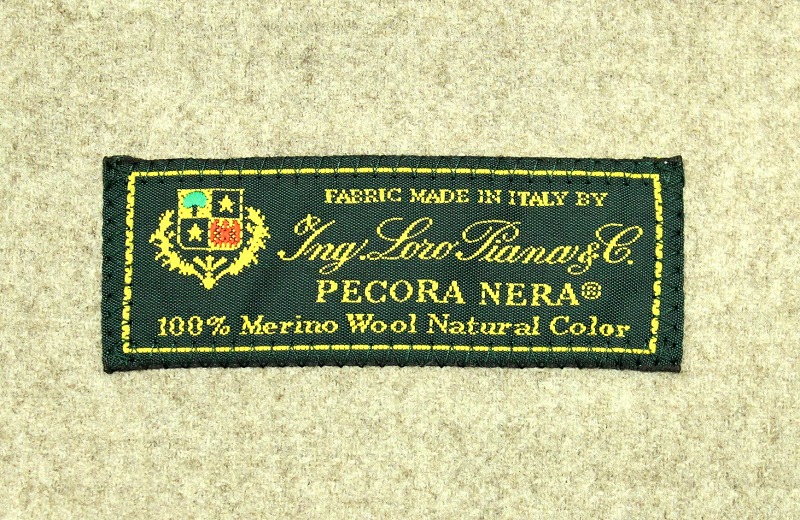 FABRIC MADE IN ITALY BY
Ing. Loro Piana & C.
PECORA NERA®
100% Merino Wool Natural Color